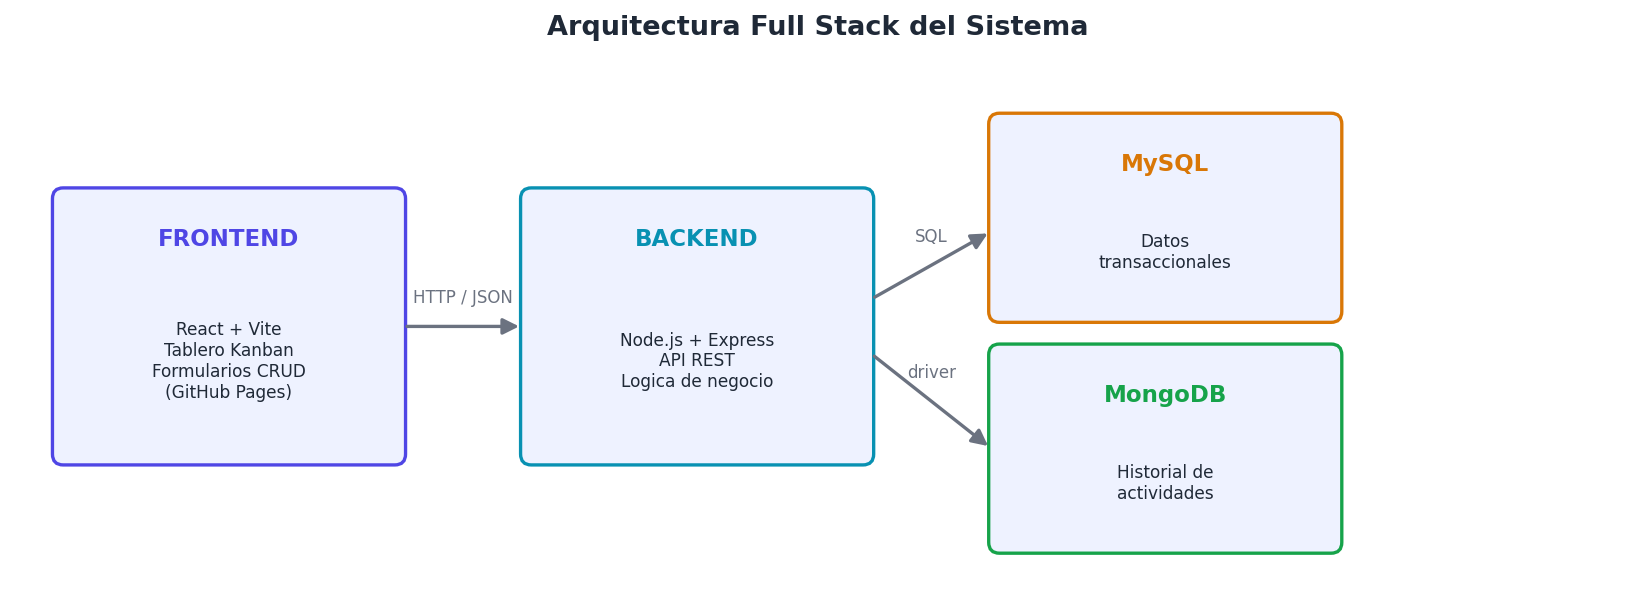 Arquitectura Full Stack del Sistema
FRONTEND
React + Vite
Tablero Kanban
Formularios CRUD
(GitHub Pages)
HTTP / JSON
BACKEND
Node.js + Express
API REST
Logica de negocio
SQL
driver
MySQL
Datos
transaccionales
MongoDB
Historial de
actividades